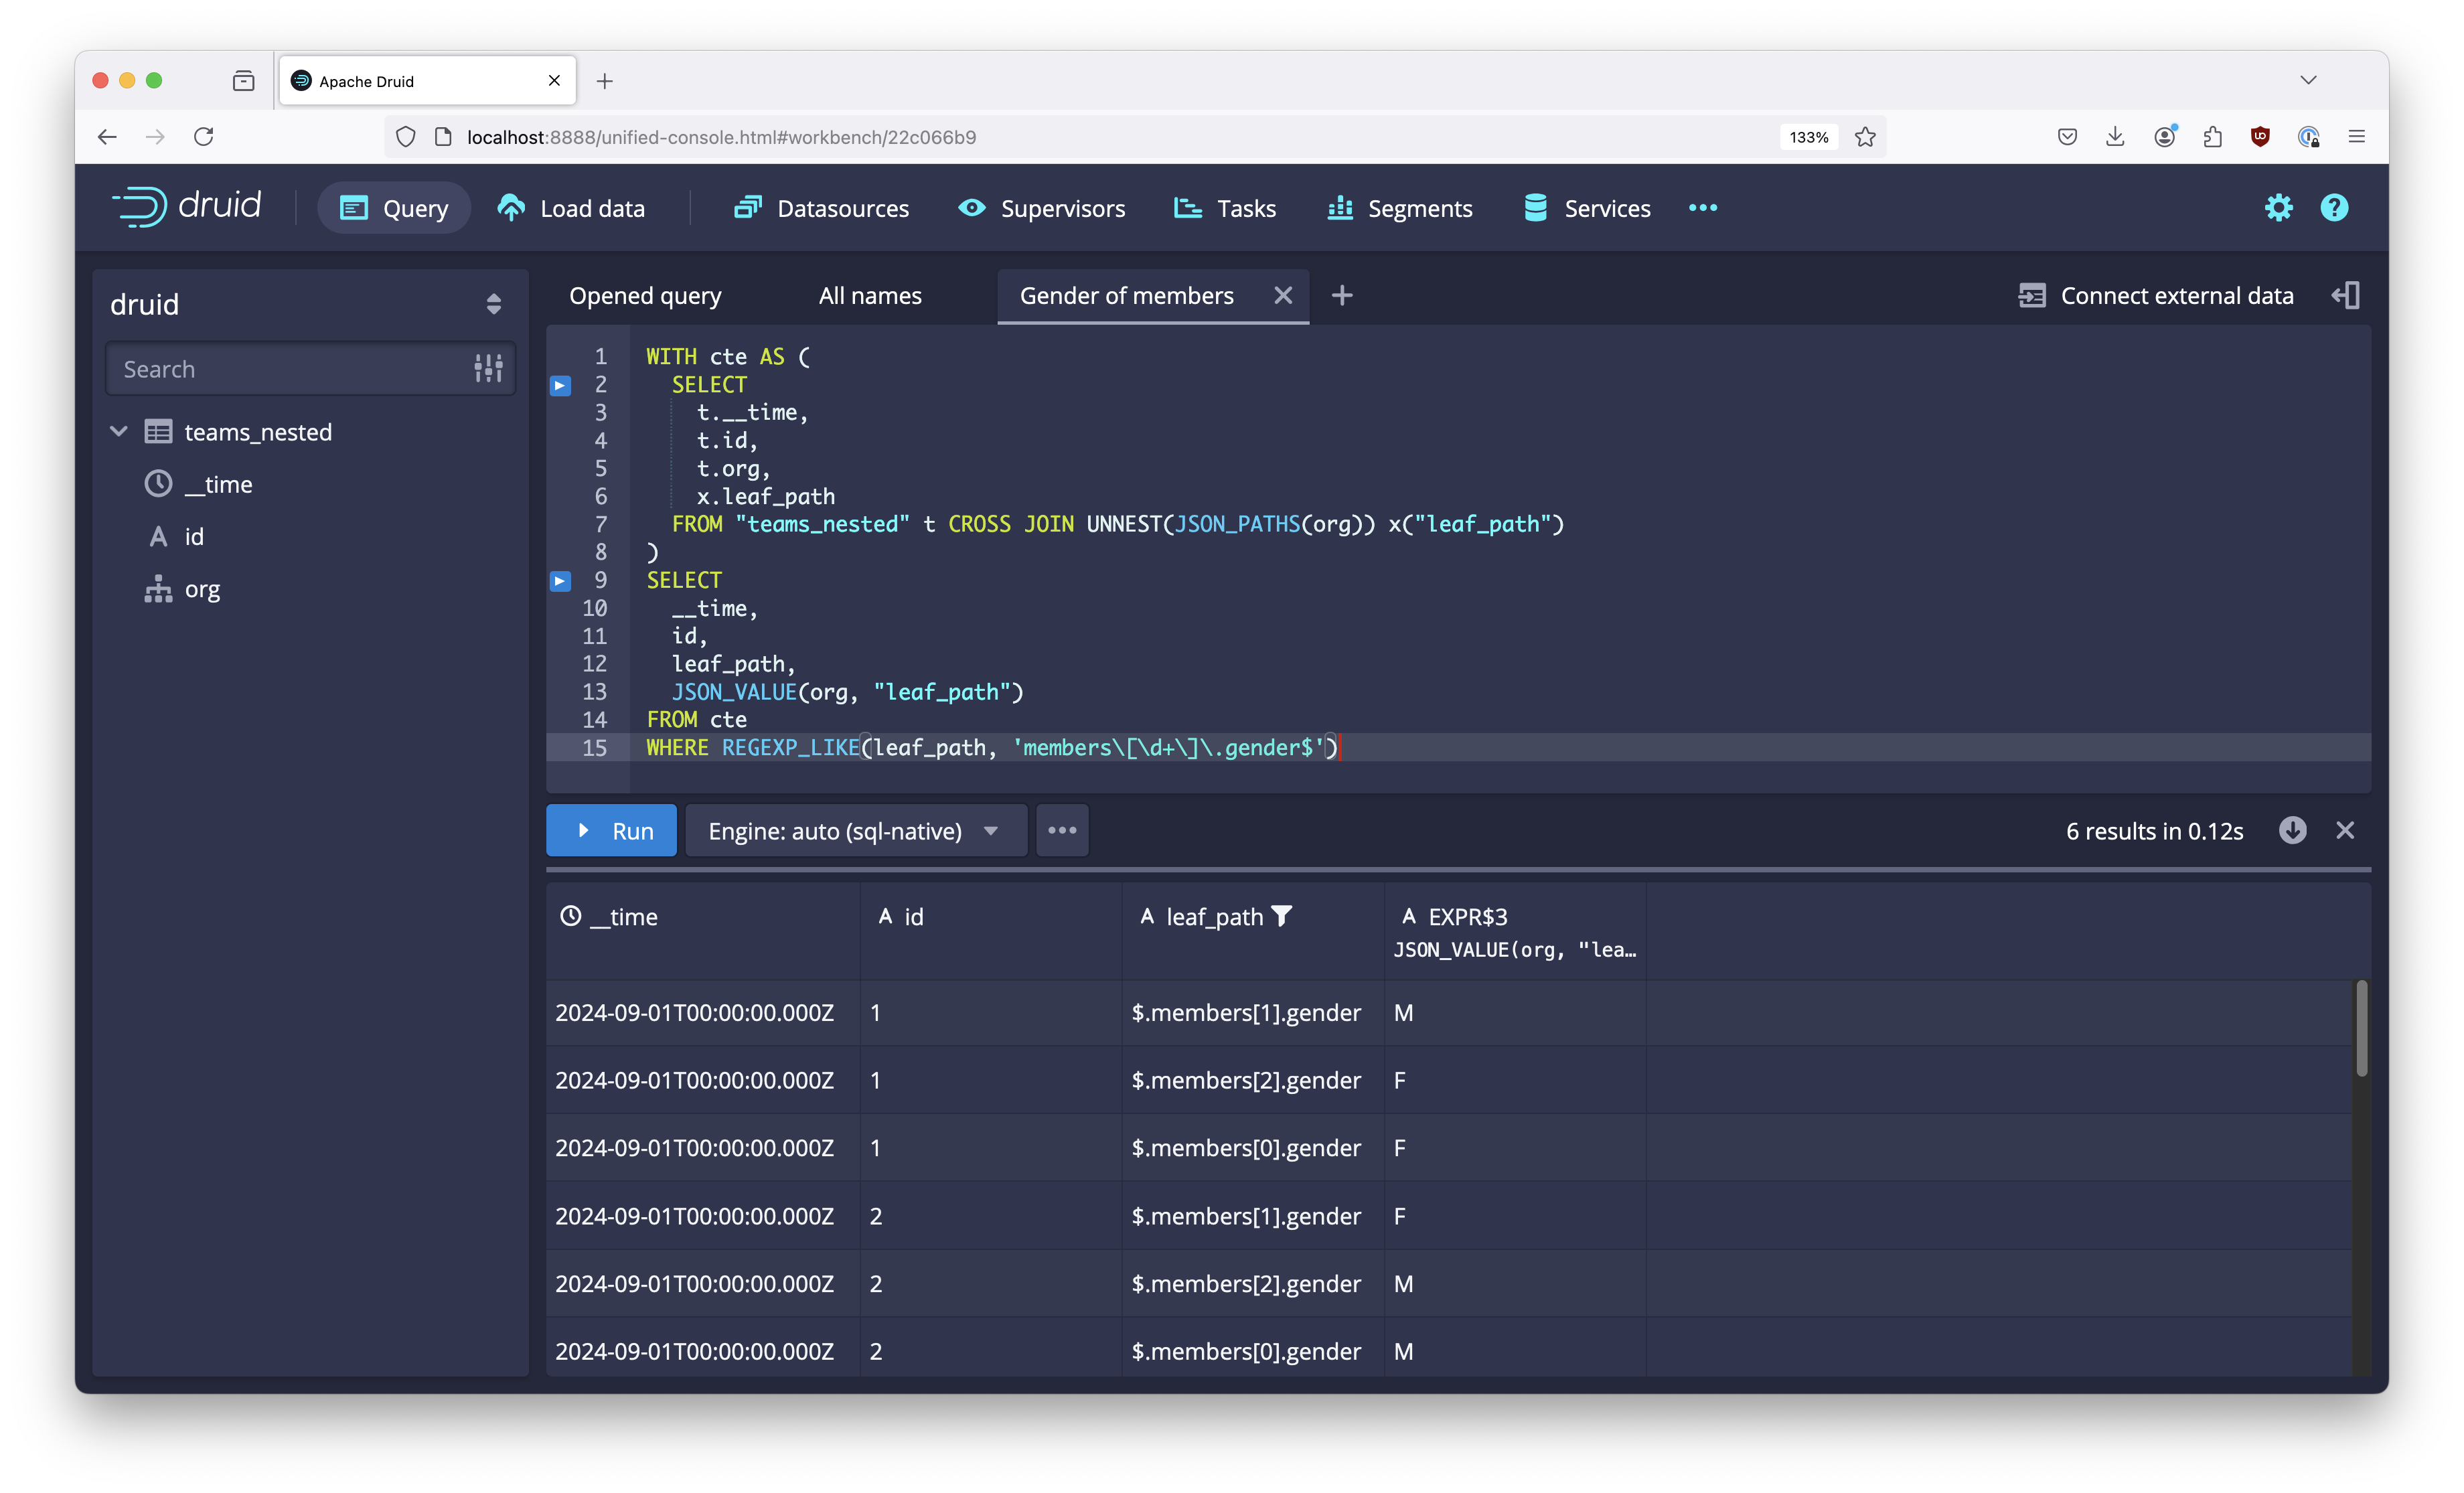 Apache Druid
localhost:8888/unified-console.html#workbench/22c066b9
133%
druid
Query
Load data
Datasources
Supervisors
Tasks
Segments
Services
druid
Search
teams_nested
__time
id
org
Opened query
All names
Gender of members
Connect external data
1 WITH cte AS (
2 SELECT
3 t.__time,
4 t.id,
5 t.org,
6 x.leaf_path
7 FROM "teams_nested" t CROSS JOIN UNNEST(JSON_PATHS(org)) x("leaf_path")
8 )
9 SELECT
10 __time,
11 id,
12 leaf_path,
13 JSON_VALUE(org, "leaf_path")
14 FROM cte
15 WHERE REGEXP_LIKE(leaf_path, 'members\[\d+\]\.gender$')
Run
Engine: auto (sql-native)
6 results in 0.12s
__time A id A leaf_path A EXPR$3
JSON_VALUE(org, "lea…
2024-09-01T00:00:00.000Z 1 $.members[1].gender M
2024-09-01T00:00:00.000Z 1 $.members[2].gender F
2024-09-01T00:00:00.000Z 1 $.members[0].gender F
2024-09-01T00:00:00.000Z 2 $.members[1].gender F
2024-09-01T00:00:00.000Z 2 $.members[2].gender M
2024-09-01T00:00:00.000Z 2 $.members[0].gender M